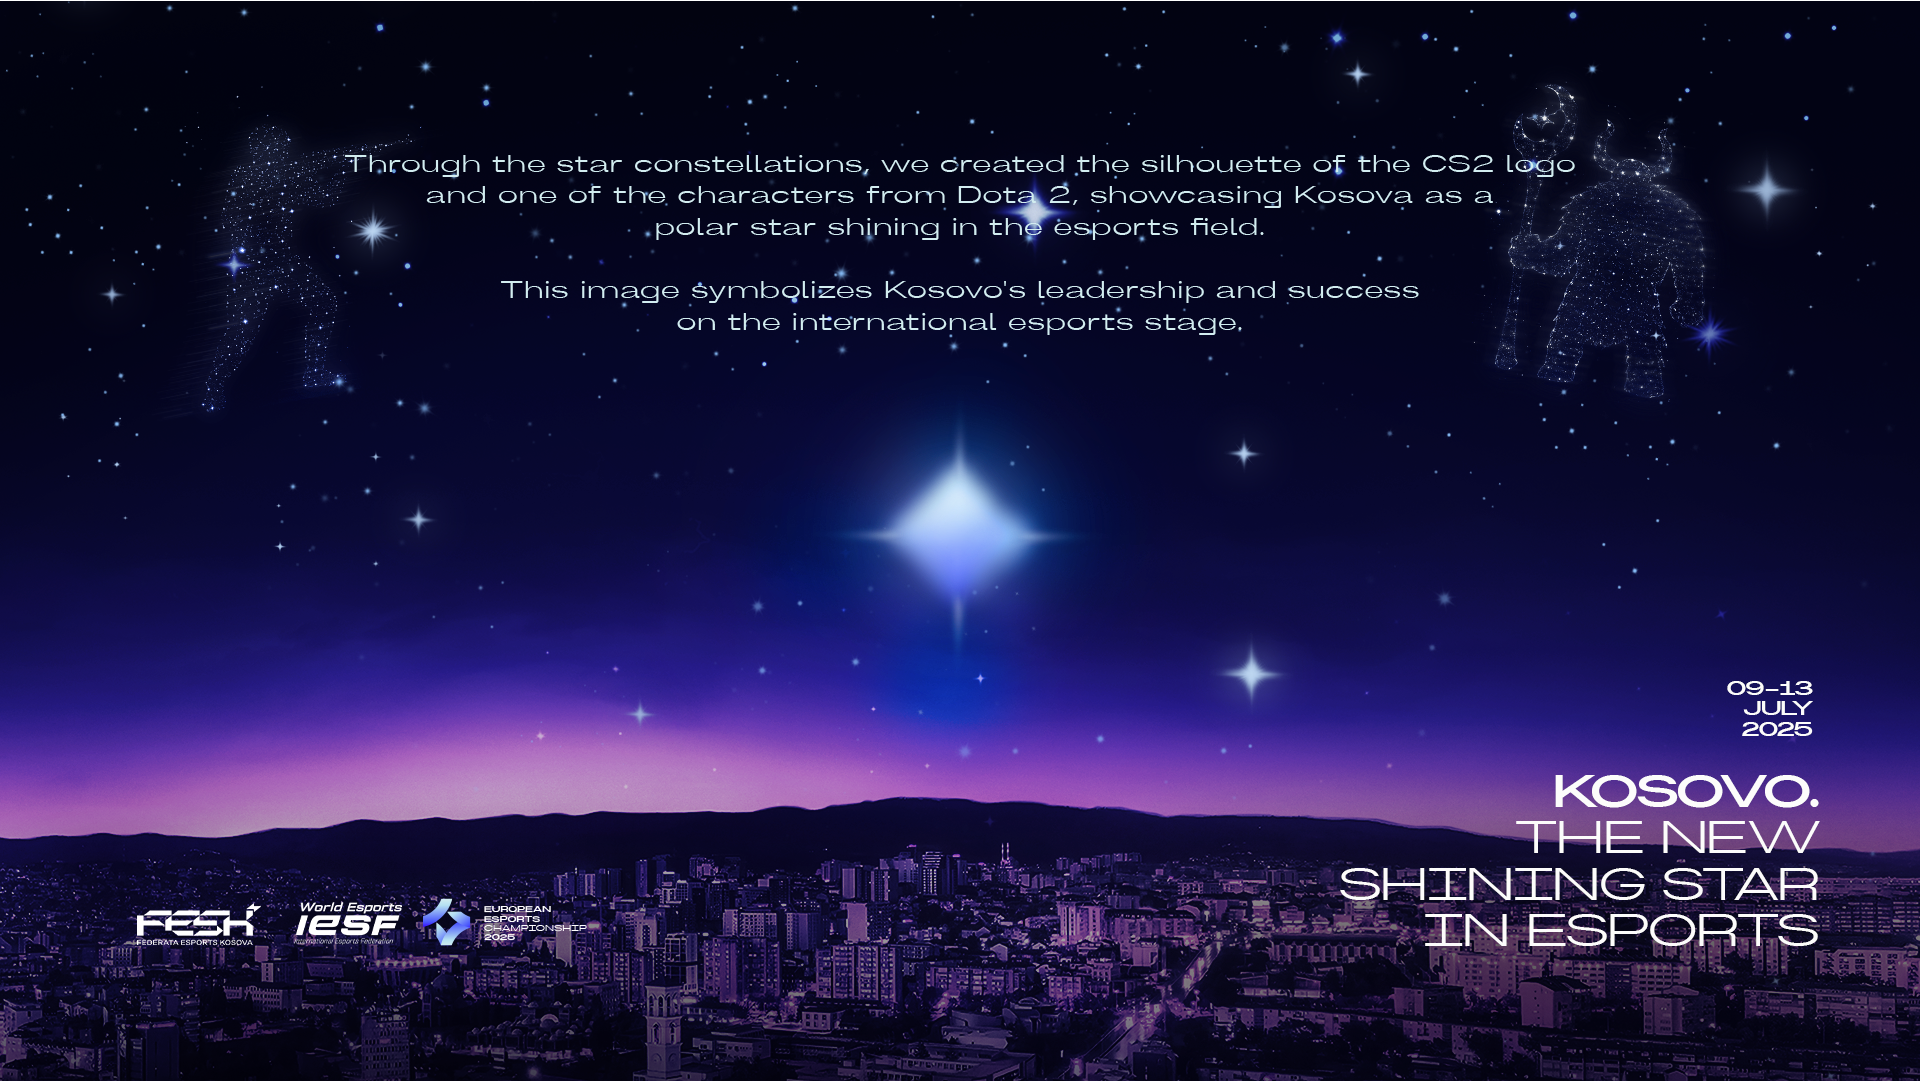 Through the star constellations, we created the silhouette of the CS2 logo
and one of the characters from Dota 2, showcasing Kosova as a
polar star shining in the esports field.
This image symbolizes Kosovo's leadership and success
on the international esports stage.
09-13
JULY
2025
KOSOVO.
THE NEW
SHINING STAR
IN ESPORTS
FESK
FEDERATA ESPORTS KOSOVA
World Esports
IESF
International Esports Federation
EUROPEAN
ESPORTS
CHAMPIONSHIP
2025